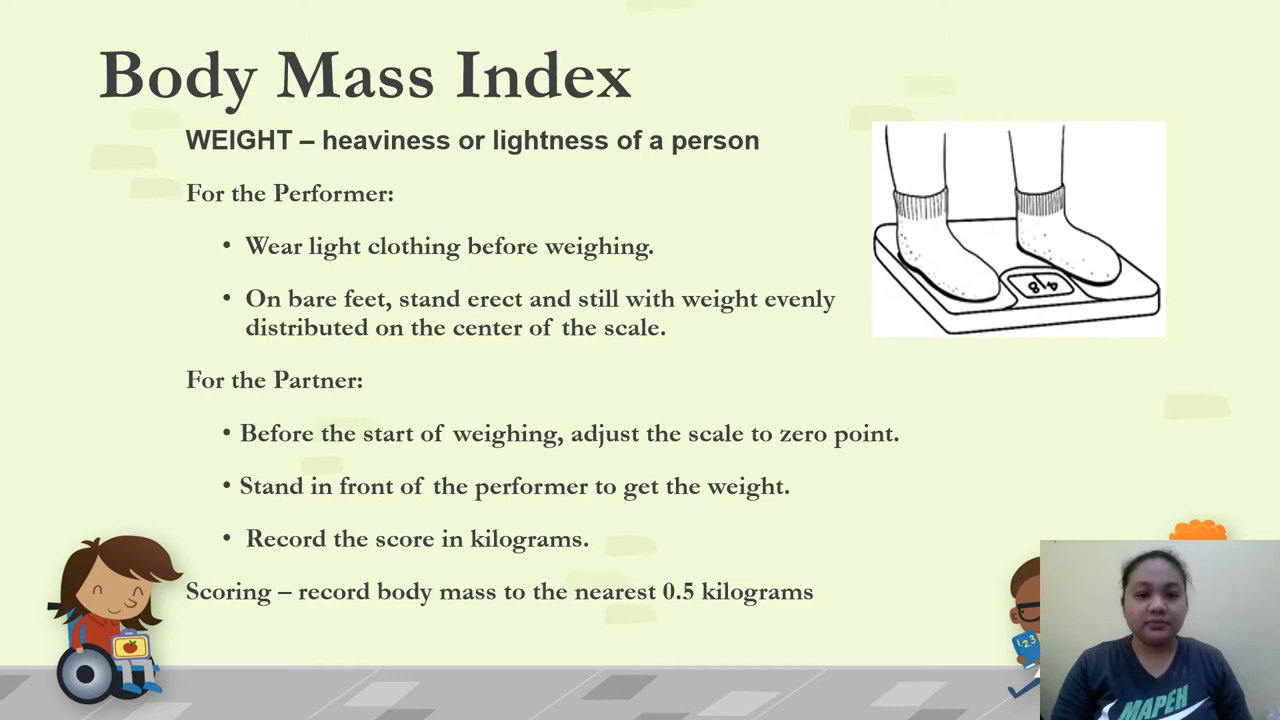 Body Mass Index
WEIGHT – heaviness or lightness of a person
For the Performer:
• Wear light clothing before weighing.
• On bare feet, stand erect and still with weight evenly
distributed on the center of the scale.
For the Partner:
• Before the start of weighing, adjust the scale to zero point.
• Stand in front of the performer to get the weight.
• Record the score in kilograms.
Scoring – record body mass to the nearest 0.5 kilograms
1 2 3
MAPEH